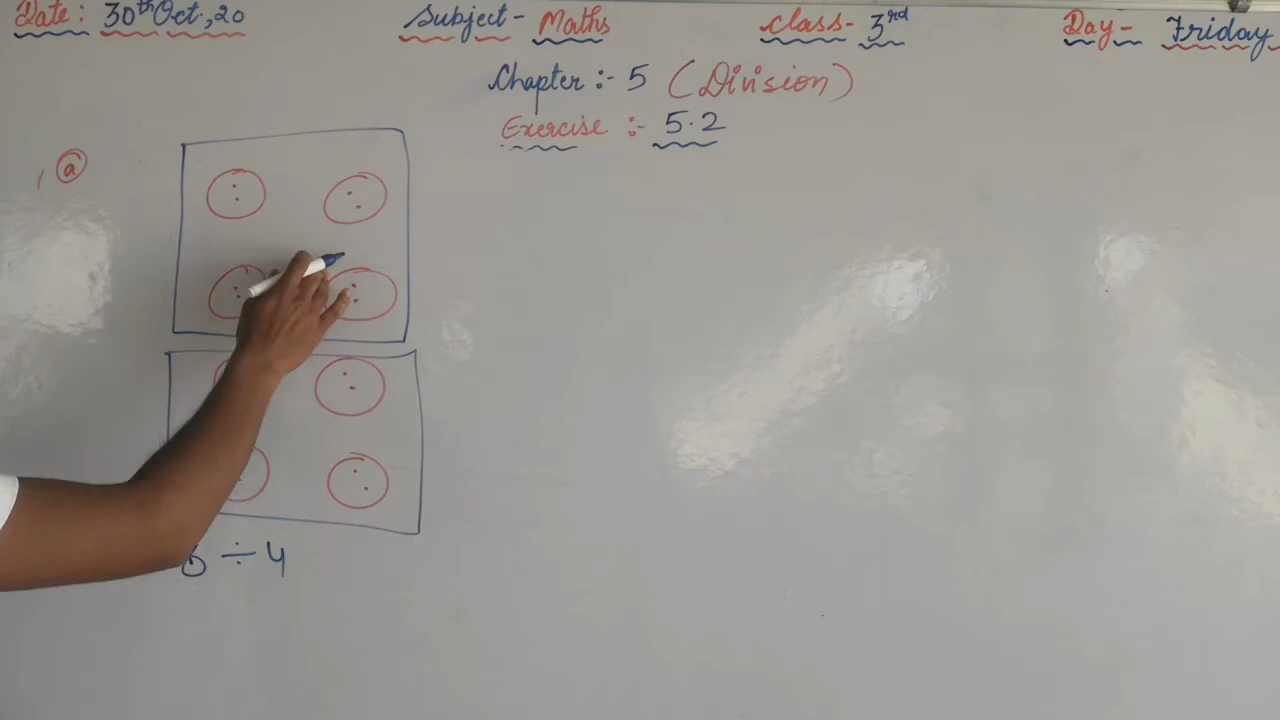 Date: 30th Oct, 20 Subject- Maths Class- 3rd Day- Friday
Chapter :- 5 (Division)
Exercise :- 5.2
1 (a)
÷ 4